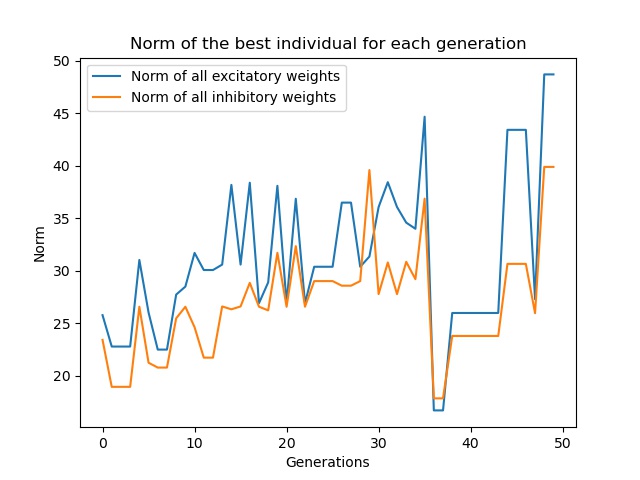 Norm of the best individual for each generation
Norm of all excitatory weights
Norm of all inhibitory weights
50
45
40
35
30
25
20
Norm
0 10 20 30 40 50
Generations